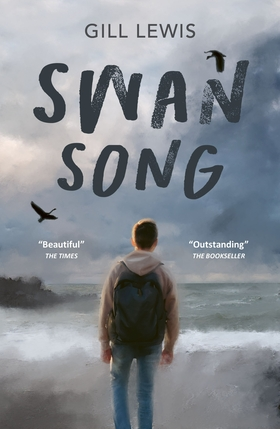 GILL LEWIS
SWAN
SONG
“Beautiful”
THE TIMES
“Outstanding”
THE BOOKSELLER